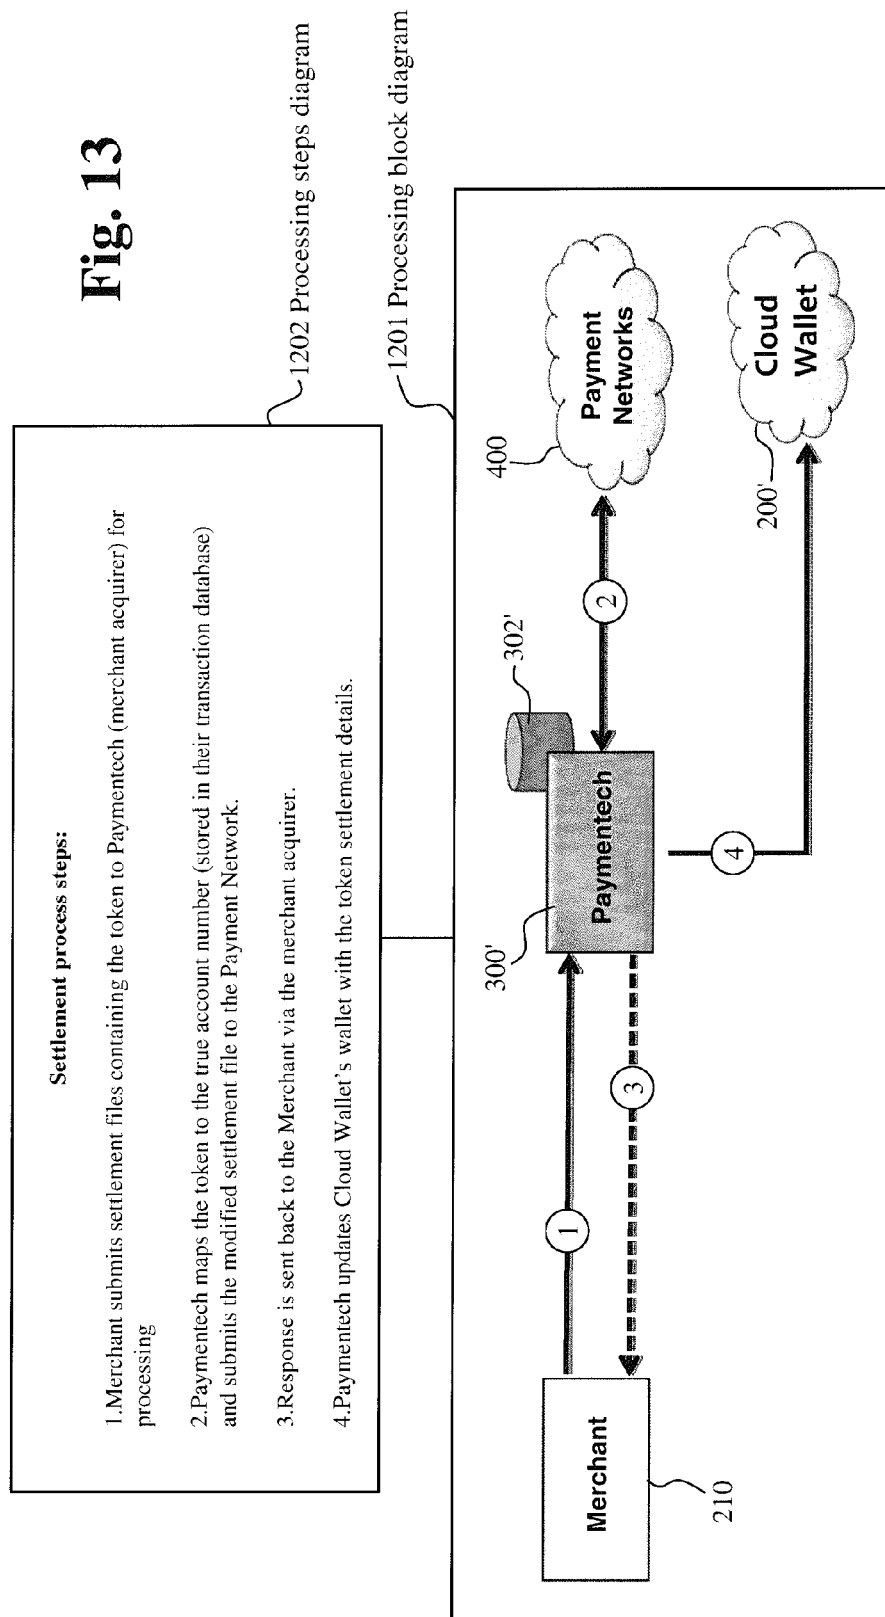 Fig. 13
Settlement process steps:
1.Merchant submits settlement files containing the token to Paymentech (merchant acquirer) for
processing
2.Paymentech maps the token to the true account number (stored in their transaction database)
and submits the modified settlement file to the Payment Network.
3.Response is sent back to the Merchant via the merchant acquirer.
4.Paymentech updates Cloud Wallet's wallet with the token settlement details.
1202 Processing steps diagram
1201 Processing block diagram
Merchant
210
1
3
300'
Paymentech
302'
2
4
400
Payment
Networks
200'
Cloud
Wallet